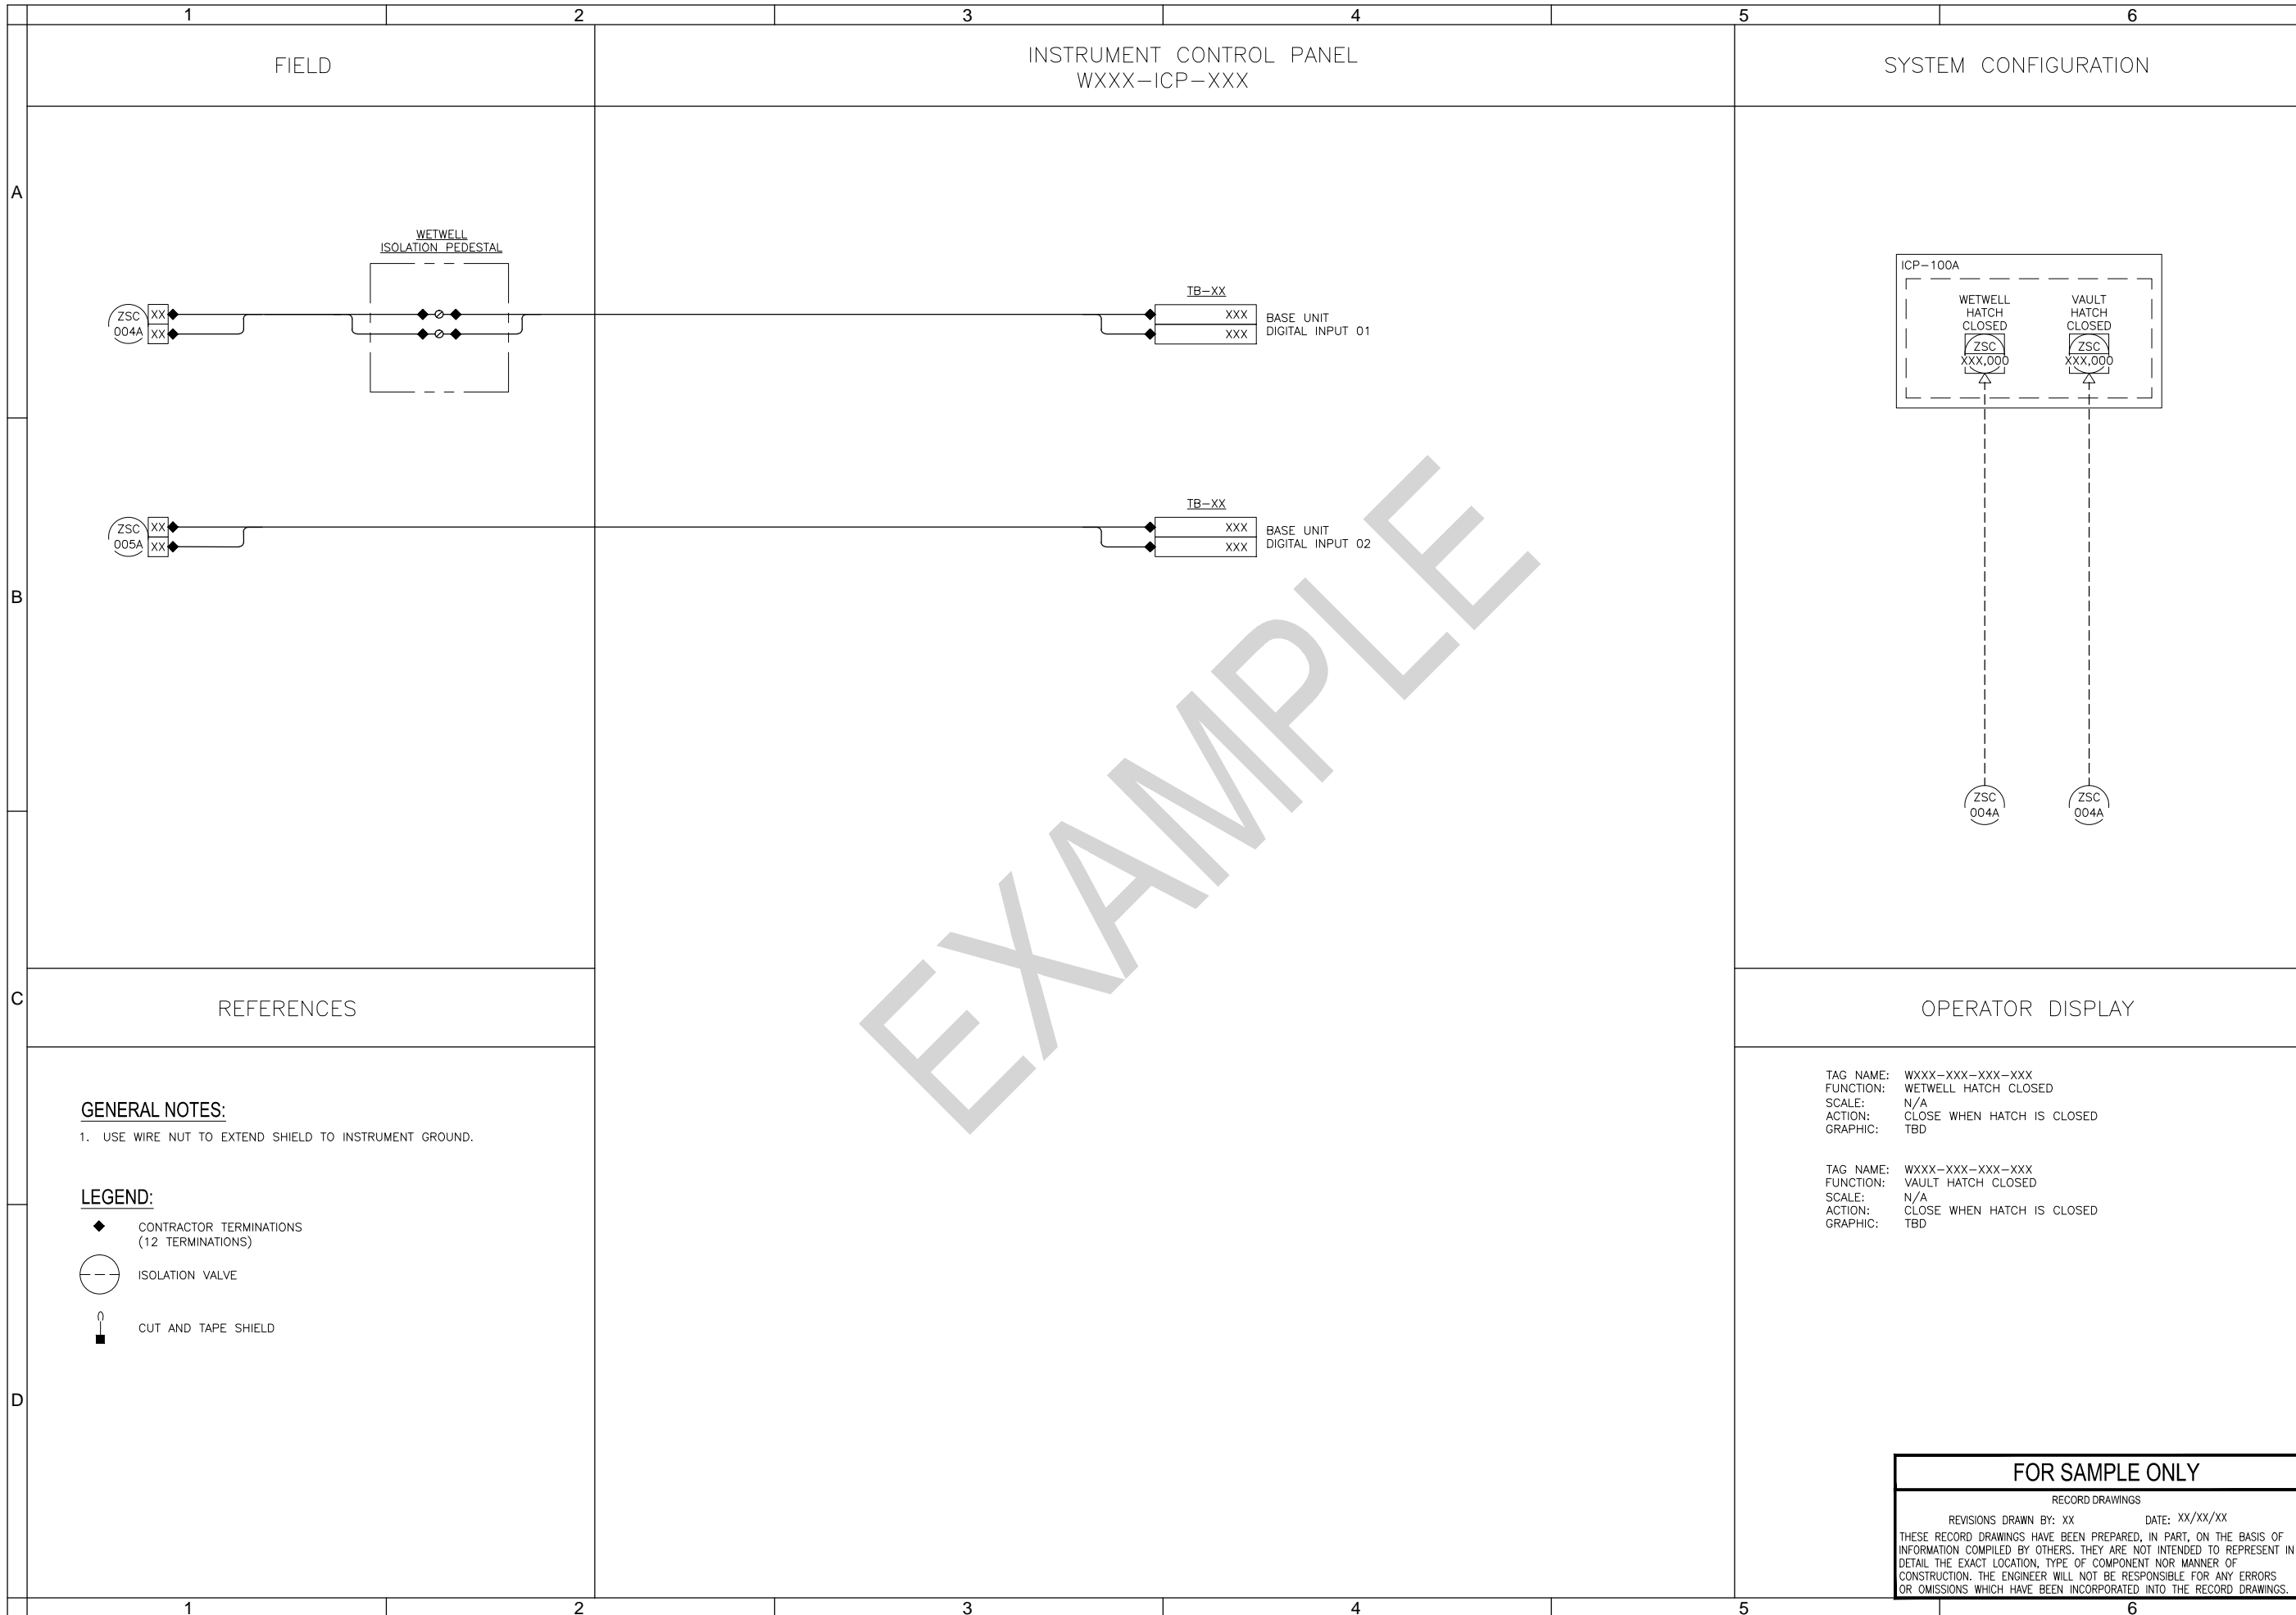 1 2 3 4 5 6
FIELD
INSTRUMENT CONTROL PANEL
WXXX-ICP-XXX
SYSTEM CONFIGURATION
A
WETWELL
ISOLATION PEDESTAL
ZSC
004A
XX
XX
TB-XX
XXX
XXX
BASE UNIT
DIGITAL INPUT 01
ICP-100A
WETWELL
HATCH
CLOSED
ZSC
XXX,000
VAULT
HATCH
CLOSED
ZSC
XXX,000
B
ZSC
005A
XX
XX
TB-XX
XXX
XXX
BASE UNIT
DIGITAL INPUT 02
EXAMPLE
ZSC
004A
ZSC
004A
C
REFERENCES
OPERATOR DISPLAY
GENERAL NOTES:
1. USE WIRE NUT TO EXTEND SHIELD TO INSTRUMENT GROUND.
LEGEND:
CONTRACTOR TERMINATIONS
(12 TERMINATIONS)
ISOLATION VALVE
CUT AND TAPE SHIELD
TAG NAME: WXXX-XXX-XXX-XXX
FUNCTION: WETWELL HATCH CLOSED
SCALE: N/A
ACTION: CLOSE WHEN HATCH IS CLOSED
GRAPHIC: TBD
TAG NAME: WXXX-XXX-XXX-XXX
FUNCTION: VAULT HATCH CLOSED
SCALE: N/A
ACTION: CLOSE WHEN HATCH IS CLOSED
GRAPHIC: TBD
D
FOR SAMPLE ONLY
RECORD DRAWINGS
REVISIONS DRAWN BY: XX DATE: XX/XX/XX
THESE RECORD DRAWINGS HAVE BEEN PREPARED, IN PART, ON THE BASIS OF
INFORMATION COMPILED BY OTHERS. THEY ARE NOT INTENDED TO REPRESENT IN
DETAIL THE EXACT LOCATION, TYPE OF COMPONENT NOR MANNER OF
CONSTRUCTION. THE ENGINEER WILL NOT BE RESPONSIBLE FOR ANY ERRORS
OR OMISSIONS WHICH HAVE BEEN INCORPORATED INTO THE RECORD DRAWINGS.
1 2 3 4 5 6